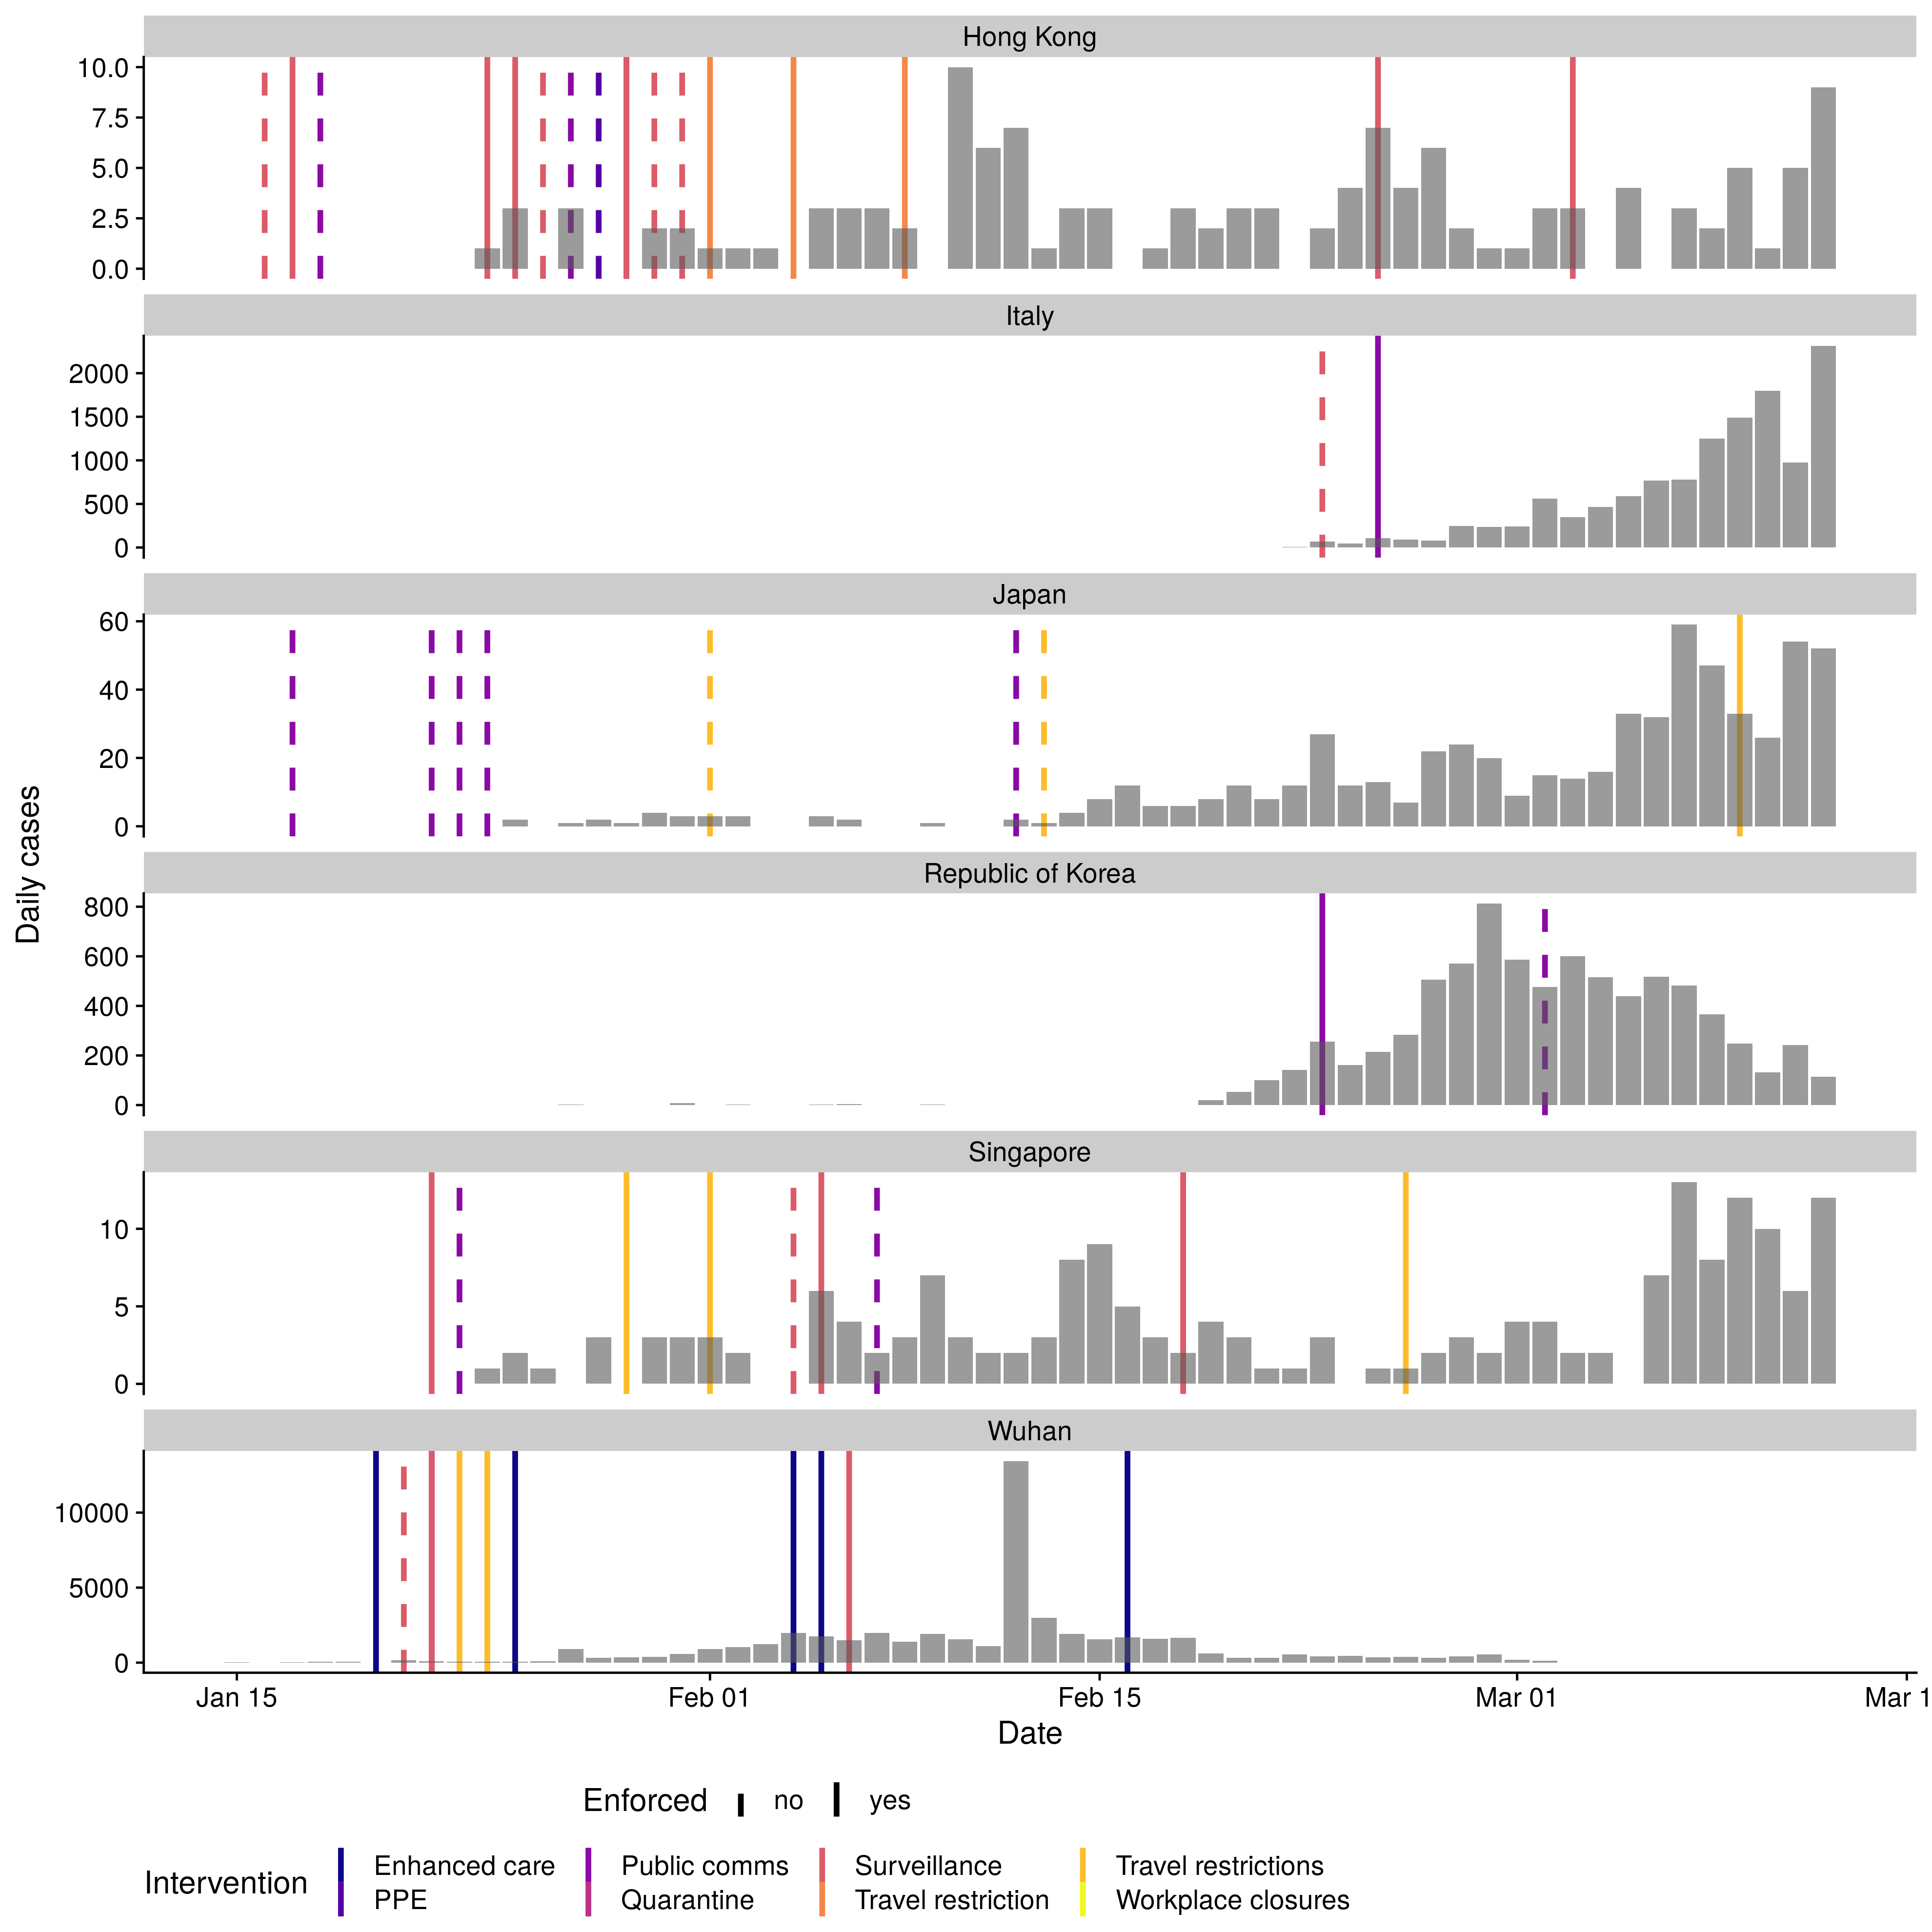 Hong Kong
10.0
7.5
5.0
2.5
0.0
Italy
2000
1500
1000
500
0
Japan
60
40
20
0
Daily cases
Republic of Korea
800
600
400
200
0
Singapore
10
5
0
Wuhan
10000
5000
0
Jan 15 Feb 01 Feb 15 Mar 01 Mar 1
Date
Enforced no yes
Intervention
Enhanced care Public comms Surveillance Travel restrictions
PPE Quarantine Travel restriction Workplace closures